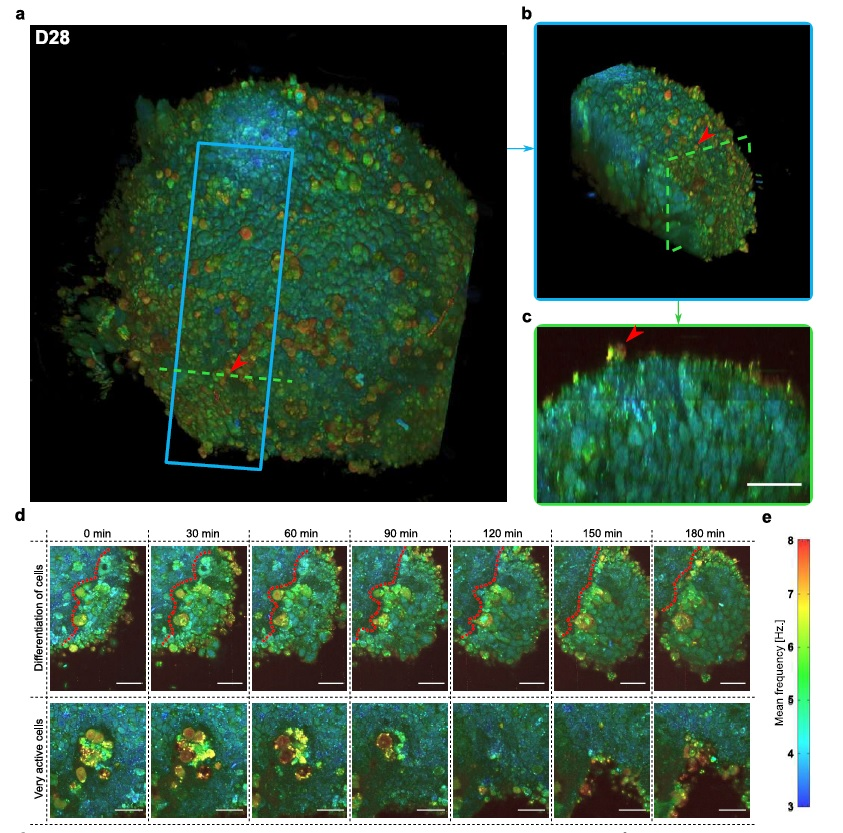 a
D28
b
c
d
0 min 30 min 60 min 90 min 120 min 150 min 180 min
Differentiation of cells
Very active cells
e
8
7
6
5
4
3
Mean frequency [Hz.]